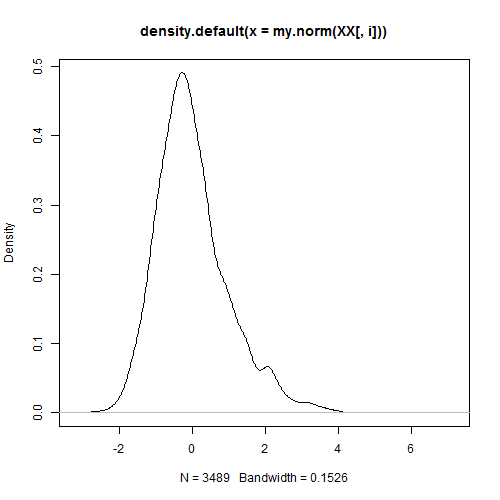 density.default(x = my.norm(XX[, i]))
Density
0.5
0.4
0.3
0.2
0.1
0.0
-2 0 2 4 6
N = 3489 Bandwidth = 0.1526